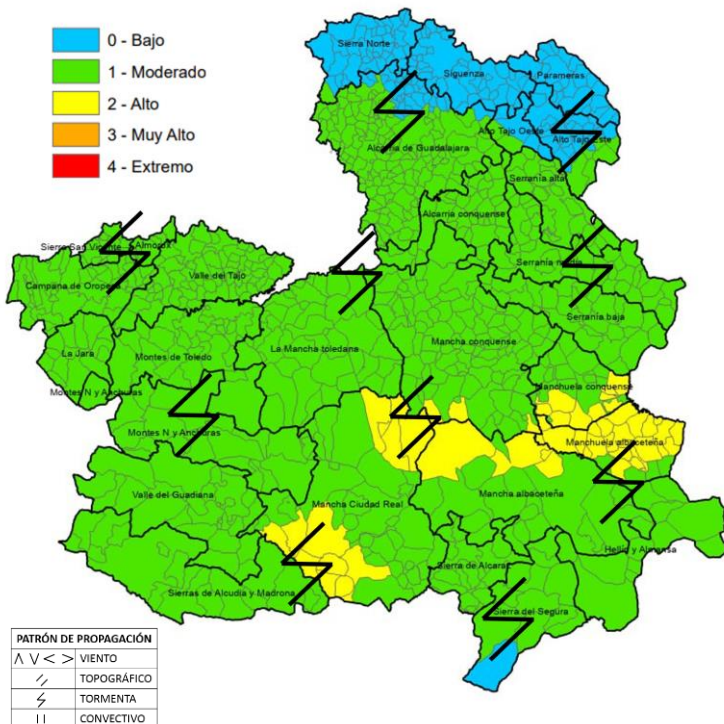 0 - Bajo
1 - Moderado
2 - Alto
3 - Muy Alto
4 - Extremo
Sierra Norte
Siguenza
Parameras
Alto Tajo Oeste
Alto Tajo Este
Alcarria de Guadalajara
Serranía alta
Alcarria conquense
Sierra San Vicente
Almorox
Serranía
Valle del Tajo
Campana de Oropesa
Serranía baja
La Jara
Montes de Toledo
La Mancha toledana
Mancha conquense
Montes N y Anchuras
Manchuela conquense
Montes N y Anchuras
Manchuela albaceteña
Valle del Guadiana
Mancha Ciudad Real
Mancha albaceteña
Hellín y Almansa
Sierra de Alcaraz
Sierras de Alcudia y Madrona
Sierra del Segura
PATRÓN DE PROPAGACIÓN
VIENTO
TOPOGRÁFICO
TORMENTA
CONVECTIVO